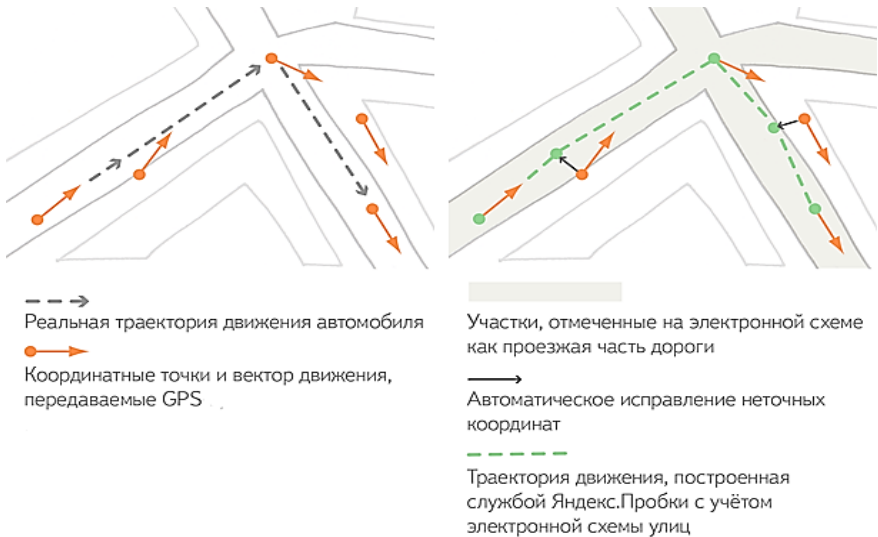 Реальная траектория движения автомобиля
Координатные точки и вектор движения,
передаваемые GPS
Участки, отмеченные на электронной схеме
как проезжая часть дороги
Автоматическое исправление неточных
координат
Траектория движения, построенная
службой Яндекс.Пробки с учётом
электронной схемы улиц